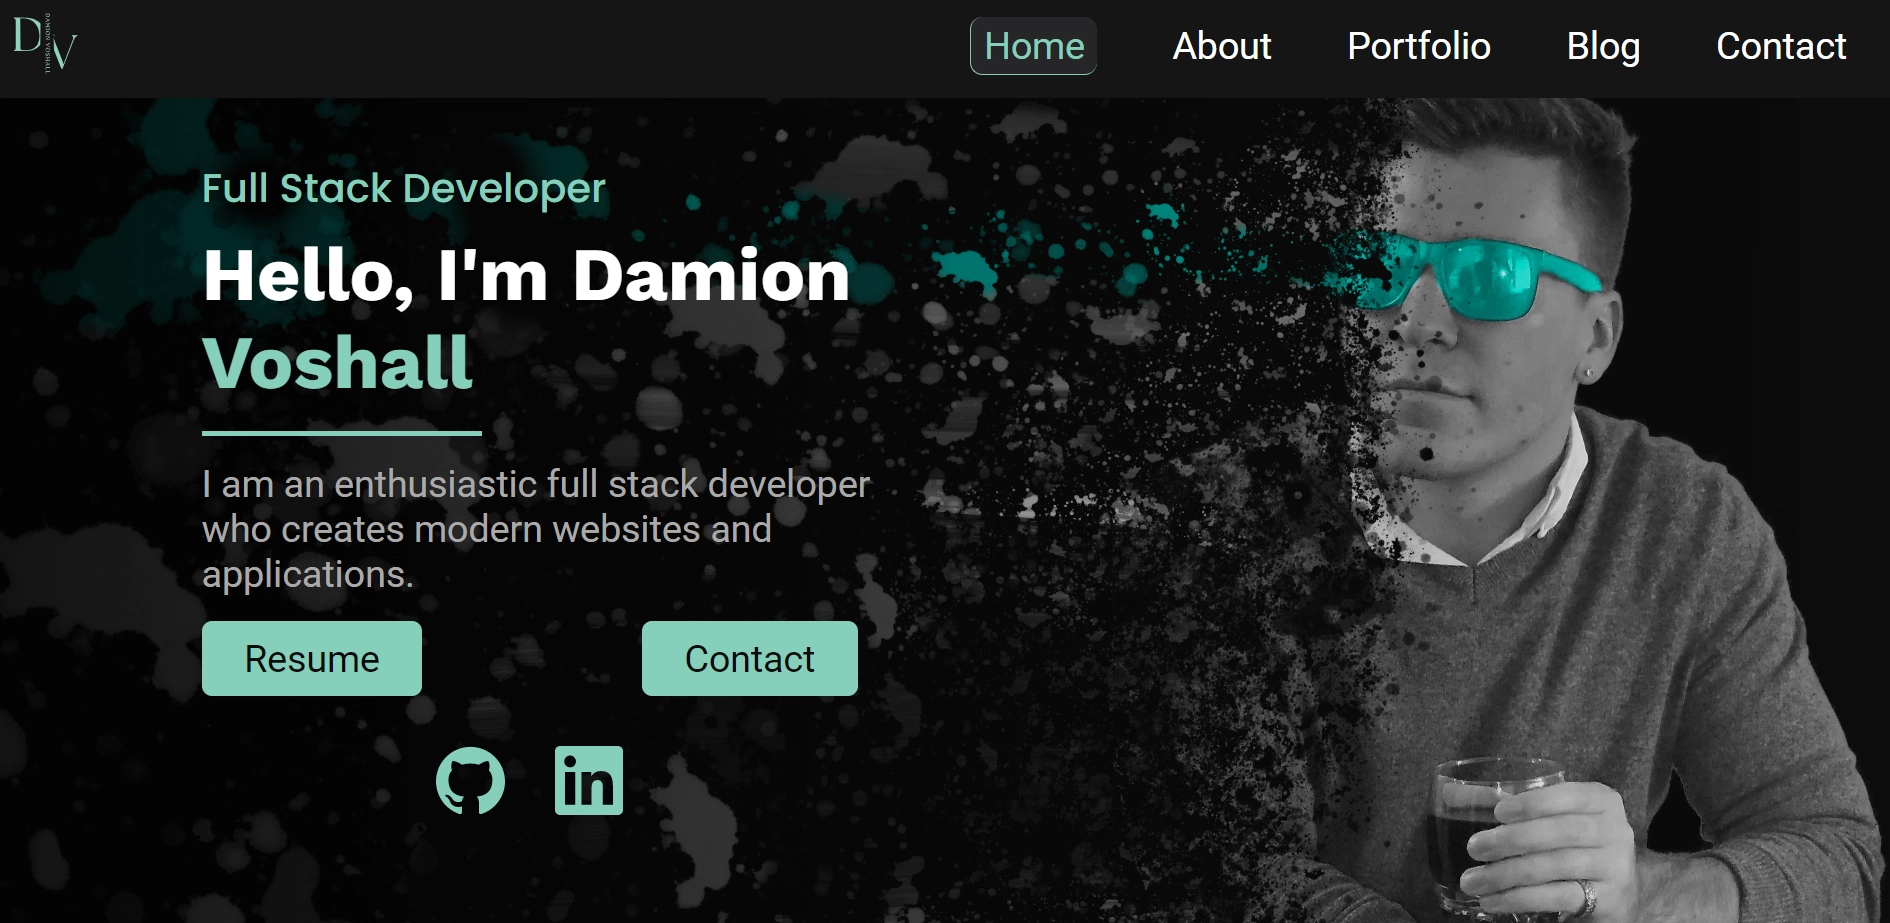 DV
DAMION VOSHALL
Home
About
Portfolio
Blog
Contact
Full Stack Developer
Hello, I'm Damion
Voshall
I am an enthusiastic full stack developer
who creates modern websites and
applications.
Resume
Contact
in